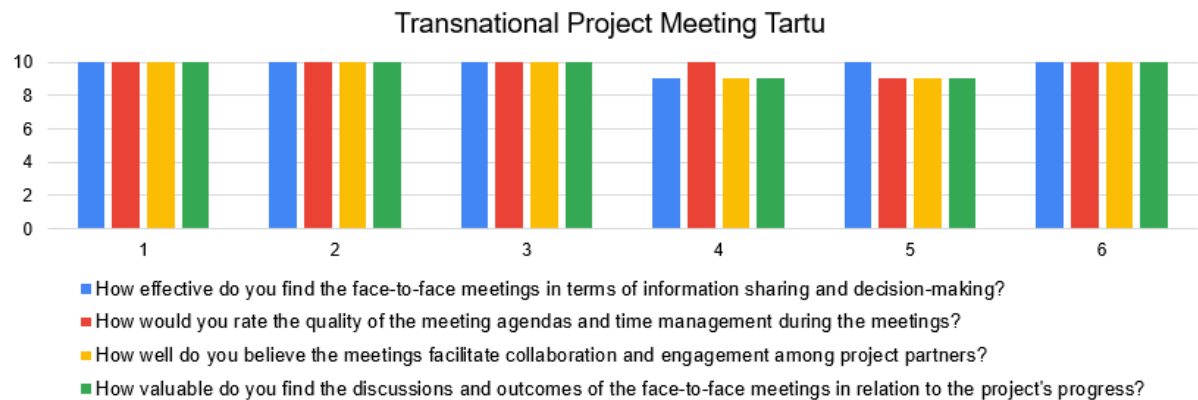 Transnational Project Meeting Tartu
10
8
6
4
2
0
1 2 3 4 5 6
How effective do you find the face-to-face meetings in terms of information sharing and decision-making?
How would you rate the quality of the meeting agendas and time management during the meetings?
How well do you believe the meetings facilitate collaboration and engagement among project partners?
How valuable do you find the discussions and outcomes of the face-to-face meetings in relation to the project's progress?